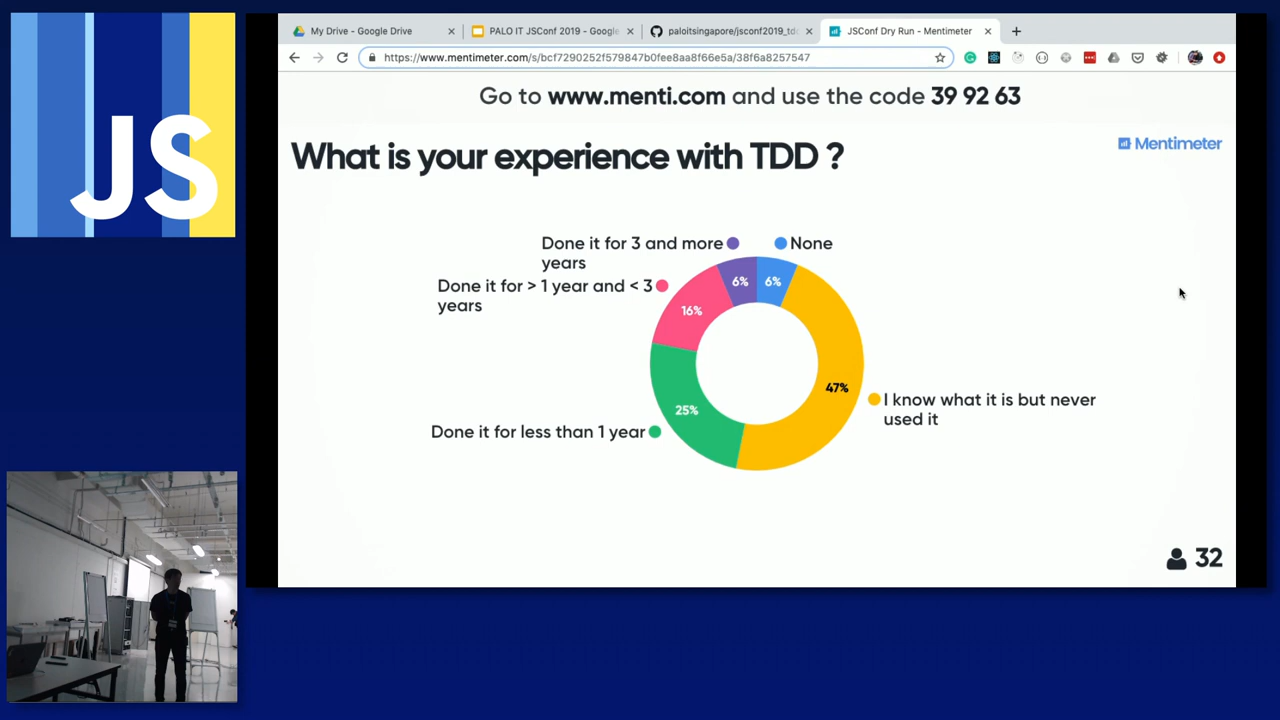 JS
My Drive - Google Drive
PALO IT JSConf 2019 - Google
paloitsingapore/jsconf2019_td
JSConf Dry Run - Mentimeter
https://www.mentimeter.com/s/bcf7290252f579847b0fee8aa8f66e5a/38f6a8257547
Go to www.menti.com and use the code 39 92 63
What is your experience with TDD ?
Mentimeter
Done it for 3 and more
years
None
Done it for > 1 year and < 3
years
6%
6%
16%
47%
I know what it is but never
used it
25%
Done it for less than 1 year
32